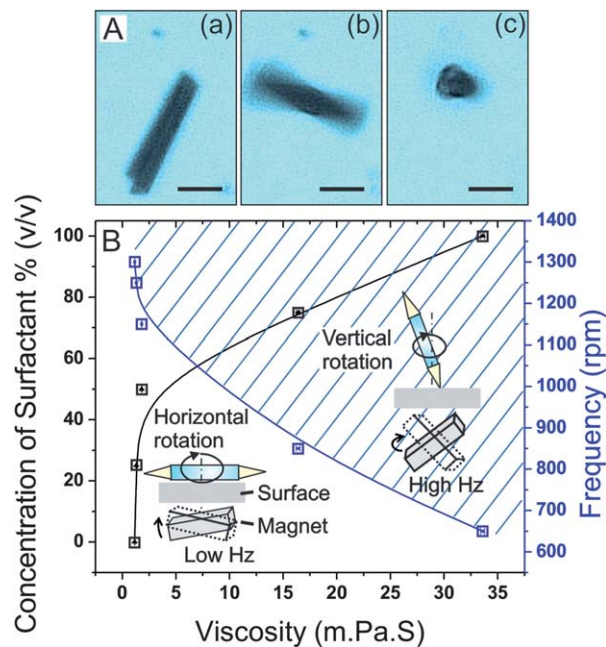 A
(a)
(b)
(c)
B
Concentration of Surfactant % (v/v)
100
80
60
40
20
0
1400
1300
1200
1100
1000
900
800
700
600
Frequency (rpm)
Vertical
rotation
High Hz
Horizontal
rotation
Surface
Magnet
Low Hz
0 5 10 15 20 25 30 35
Viscosity (m.Pa.S)